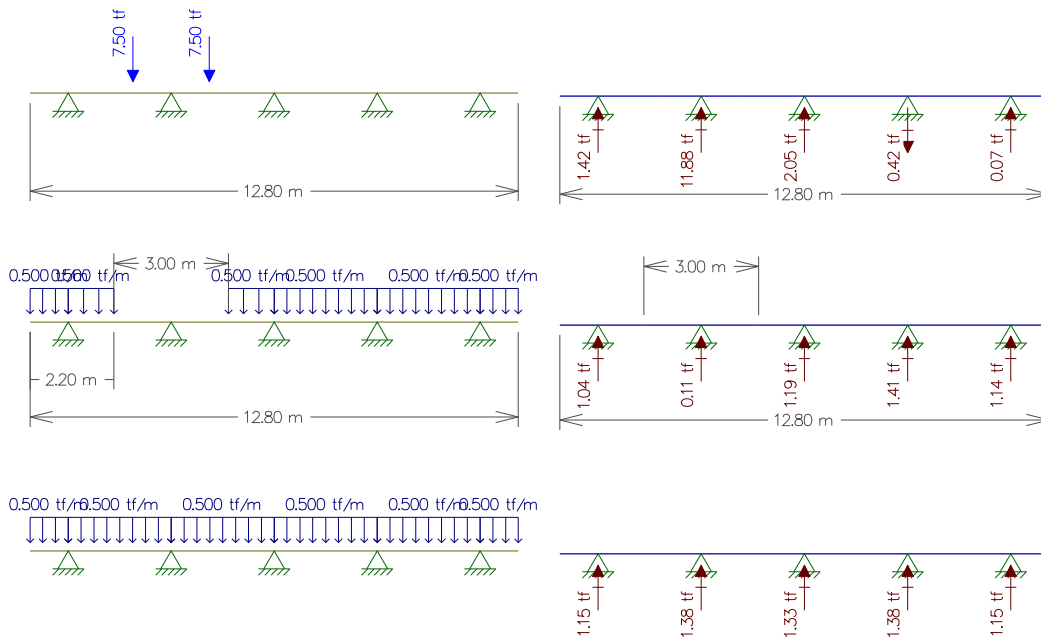 7.50 tf
7.50 tf
12.80 m
1.42 tf
11.88 tf
2.05 tf
0.42 tf
0.07 tf
12.80 m
3.00 m
0.500 tf/m
0.500 tf/m
0.500 tf/m
0.500 tf/m
0.500 tf/m
0.500 tf/m
2.20 m
12.80 m
3.00 m
1.04 tf
0.11 tf
1.19 tf
1.41 tf
1.14 tf
12.80 m
0.500 tf/m
0.500 tf/m
0.500 tf/m
0.500 tf/m
0.500 tf/m
0.500 tf/m
1.15 tf
1.38 tf
1.33 tf
1.38 tf
1.15 tf